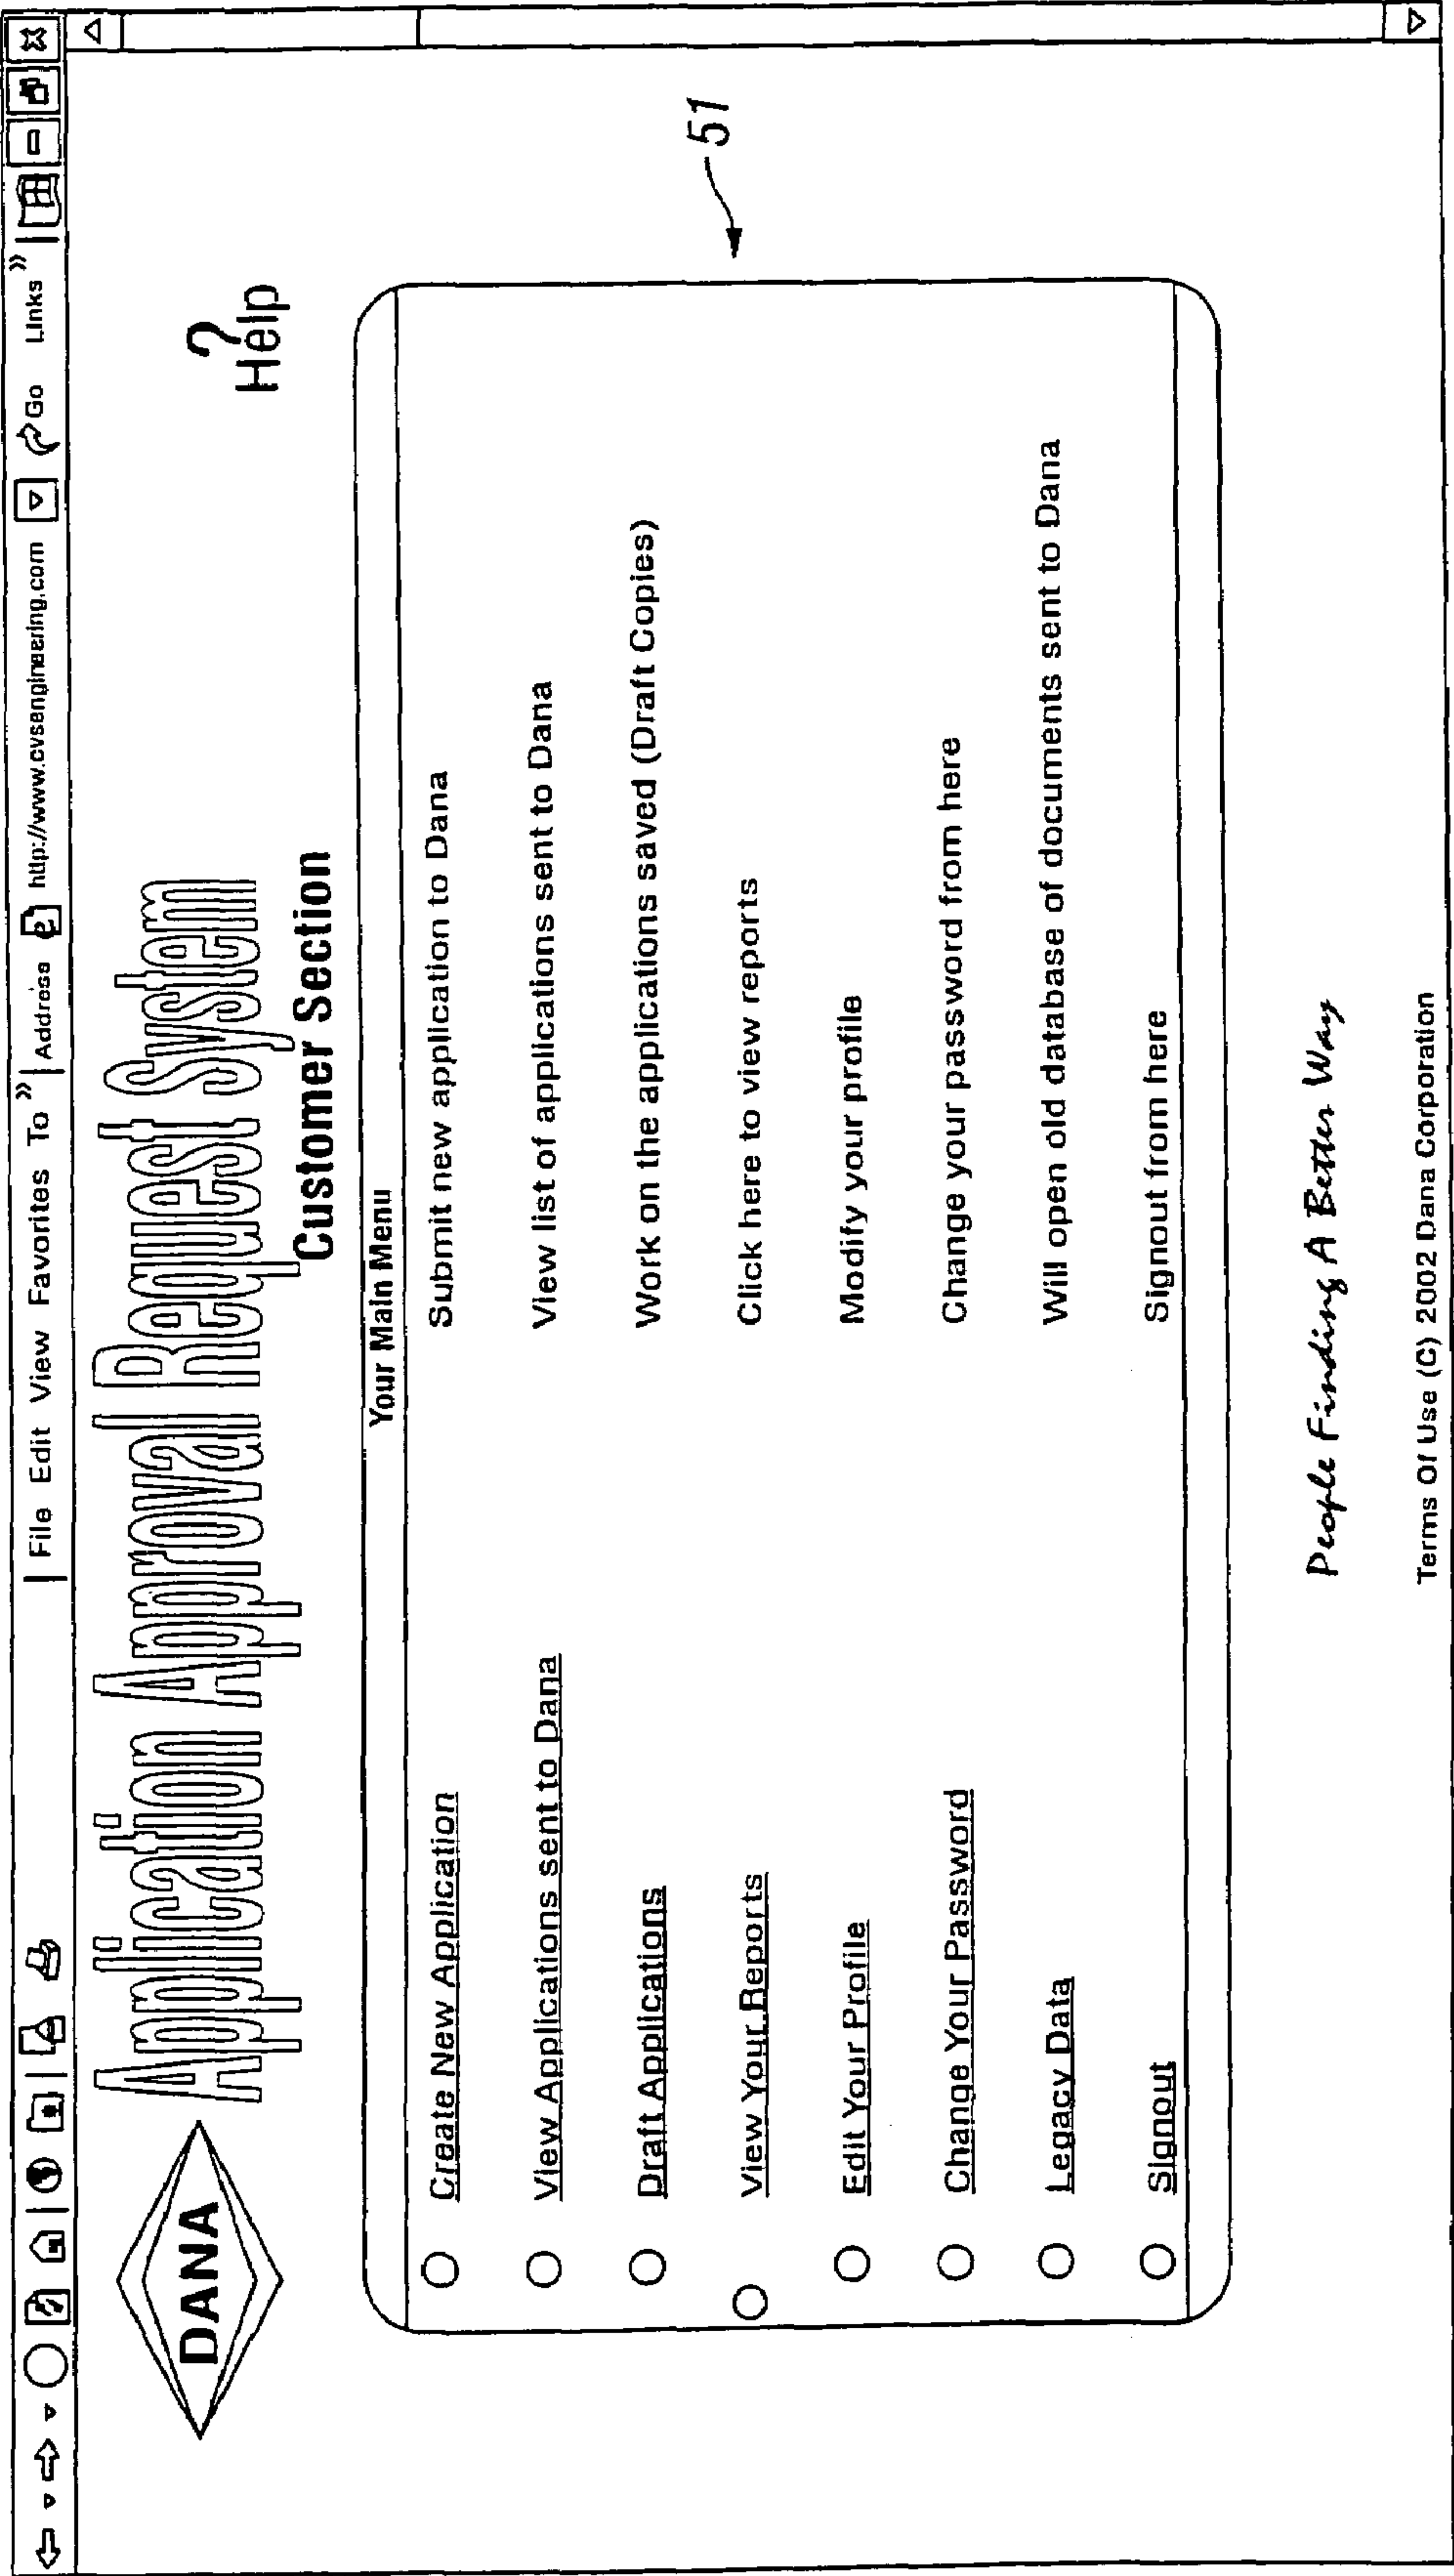 File Edit View Favorites To » Address http://www.cvsengineering.com Go Links »
DANA
Application Approval Request System
? Help
Customer Section
Your Main Menu
Create New Application Submit new application to Dana
View Applications sent to Dana View list of applications sent to Dana
Draft Applications Work on the applications saved (Draft Copies)
View Your Reports Click here to view reports
Edit Your Profile Modify your profile
Change Your Password Change your password from here
Legacy Data Will open old database of documents sent to Dana
Signout Signout from here
51
People Finding A Better Way
Terms Of Use (C) 2002 Dana Corporation